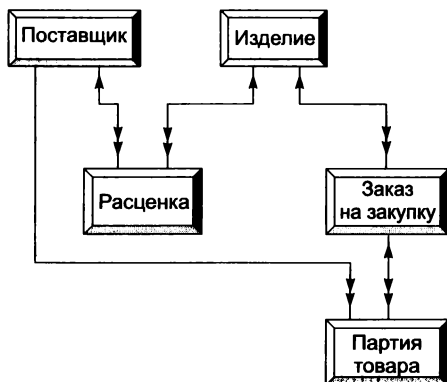 Поставщик
Изделие
Расценка
Заказ
на закупку
Партия
товара